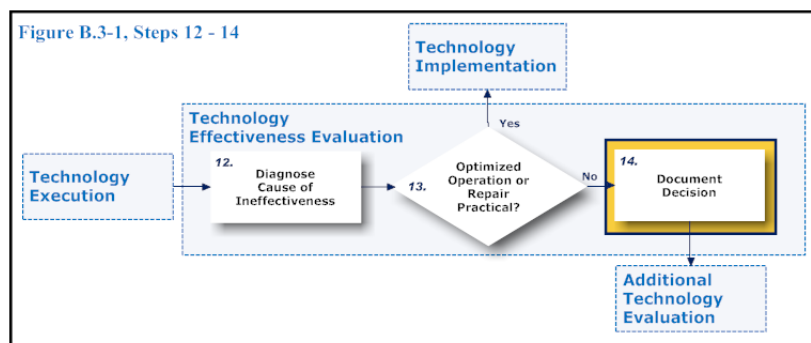 Figure B.3-1, Steps 12 - 14
Technology
Implementation
Yes
Technology
Effectiveness Evaluation
Technology
Execution
12.
Diagnose
Cause of
Ineffectiveness
13.
Optimized
Operation or
Repair
Practical?
No
14.
Document
Decision
Additional
Technology
Evaluation